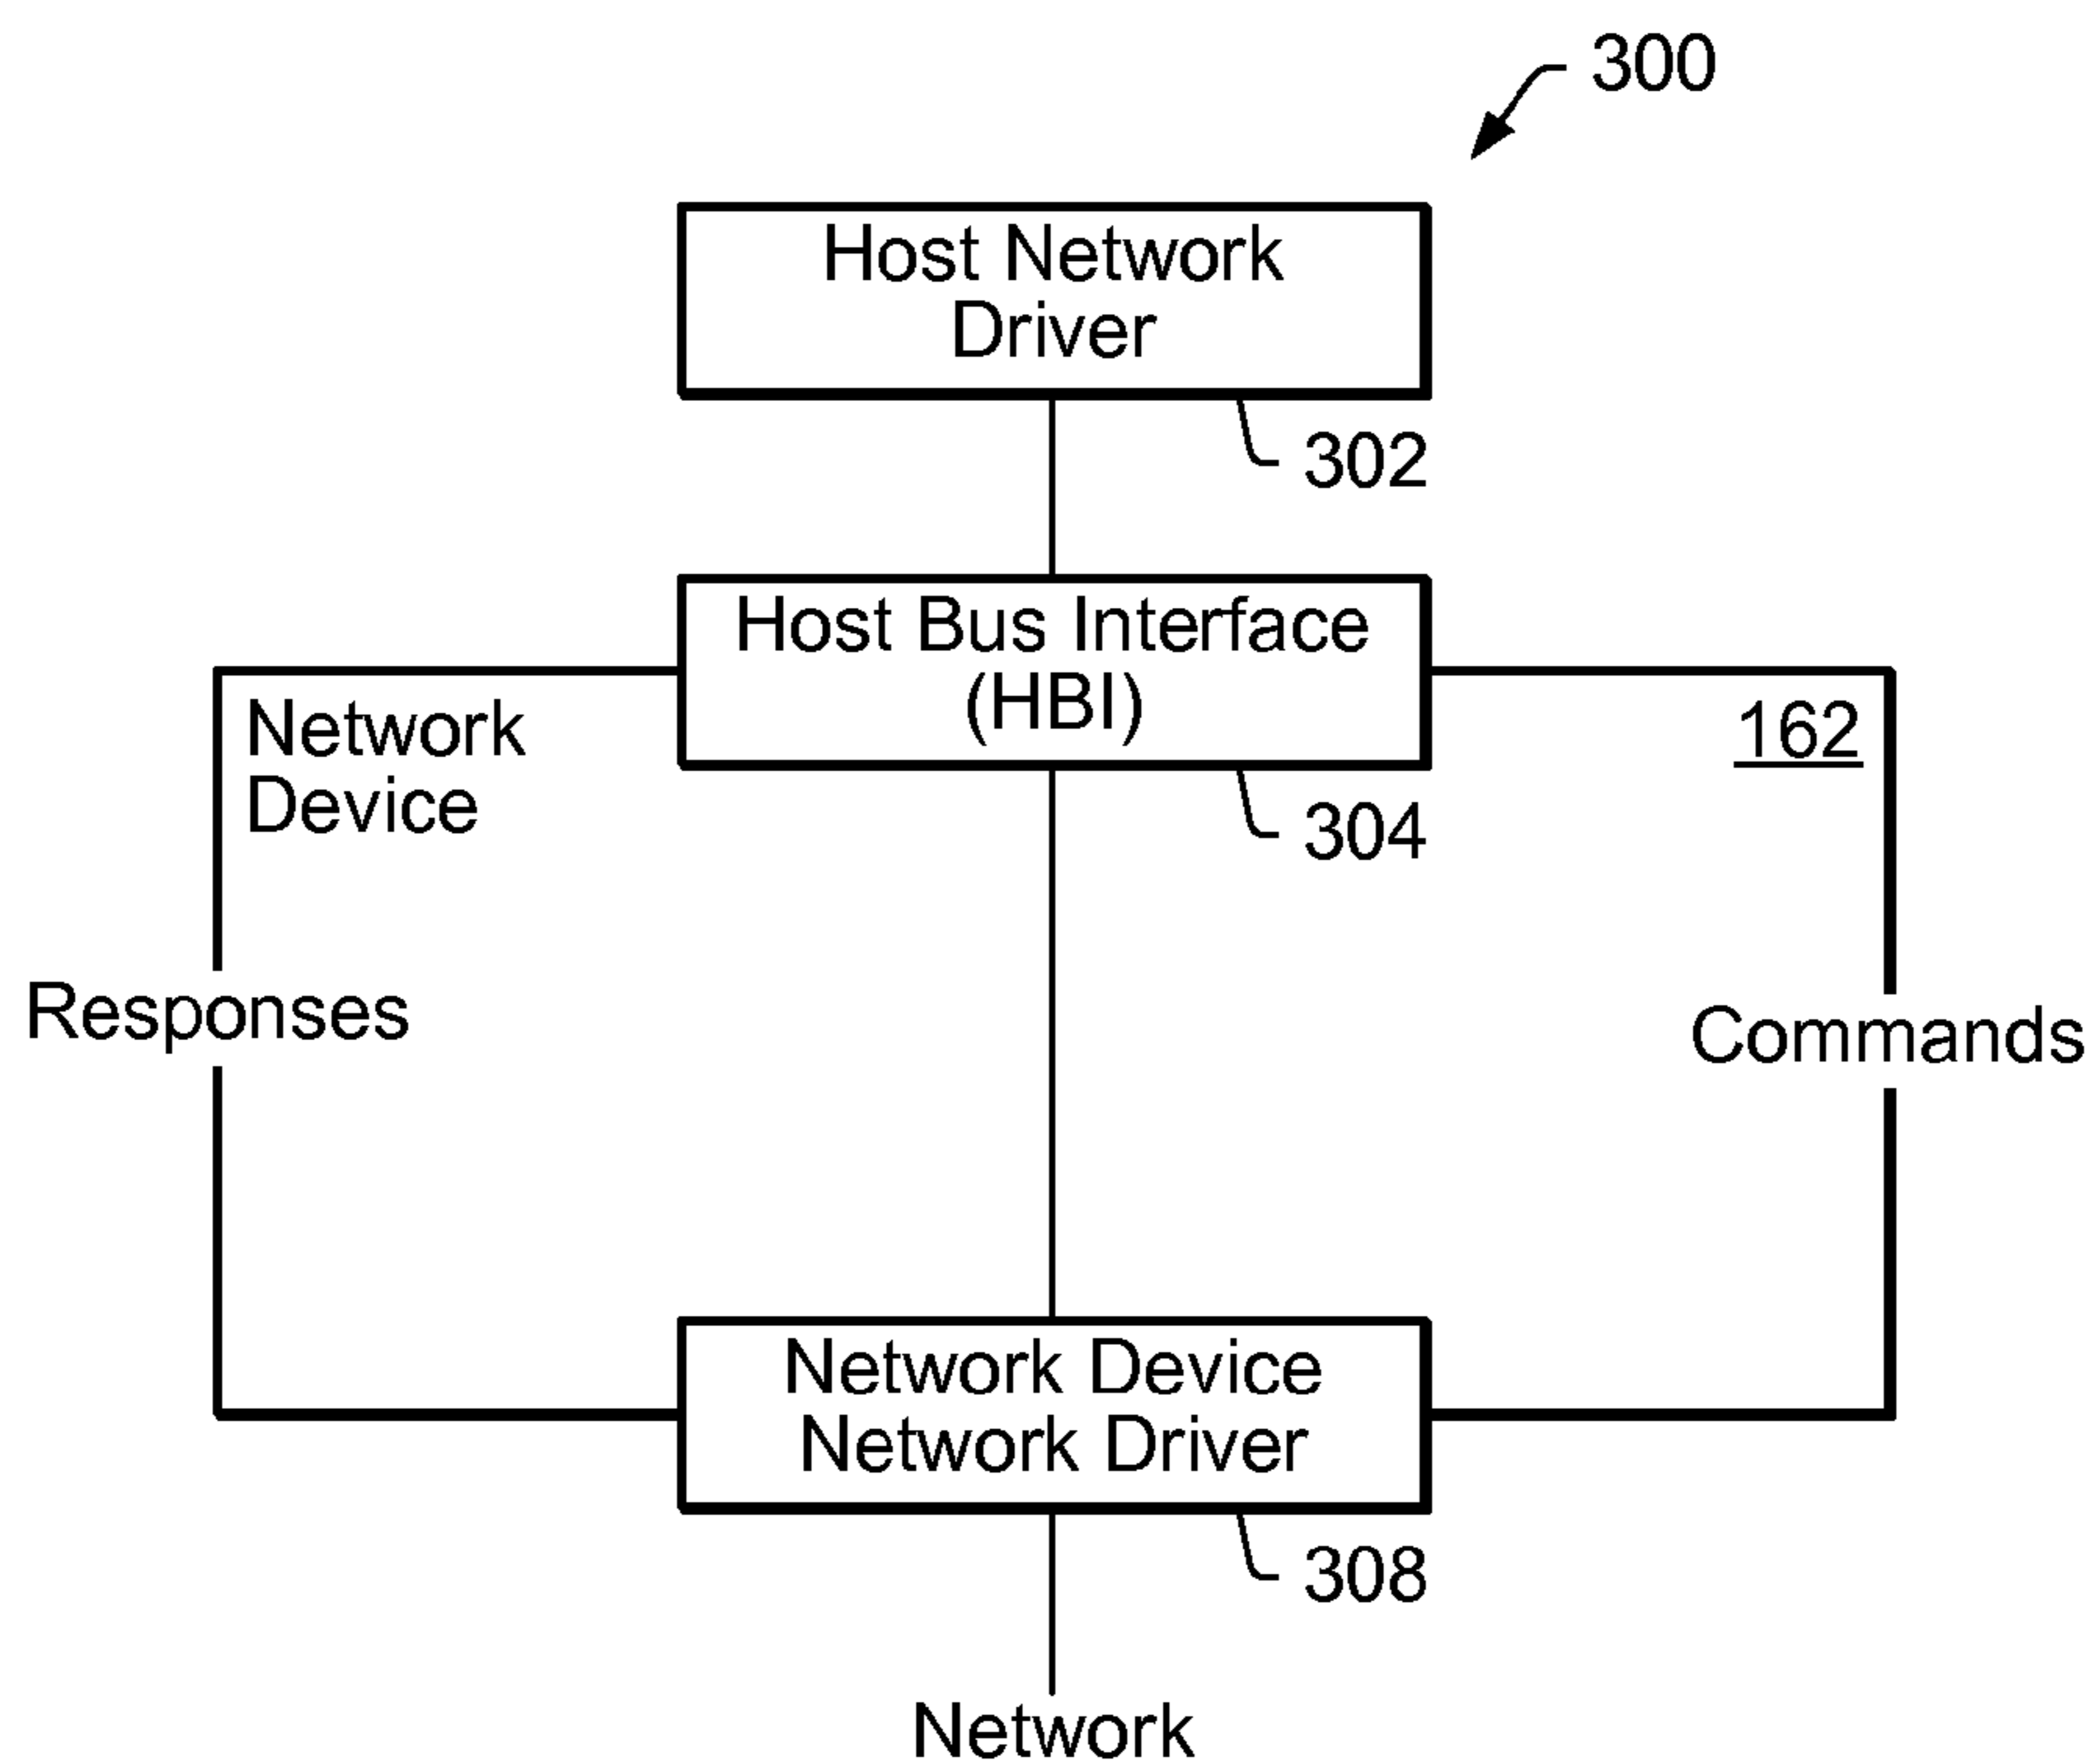 300
Host Network
Driver
302
Host Bus Interface
(HBI)
Network
Device
162
304
Responses
Commands
Network Device
Network Driver
308
Network